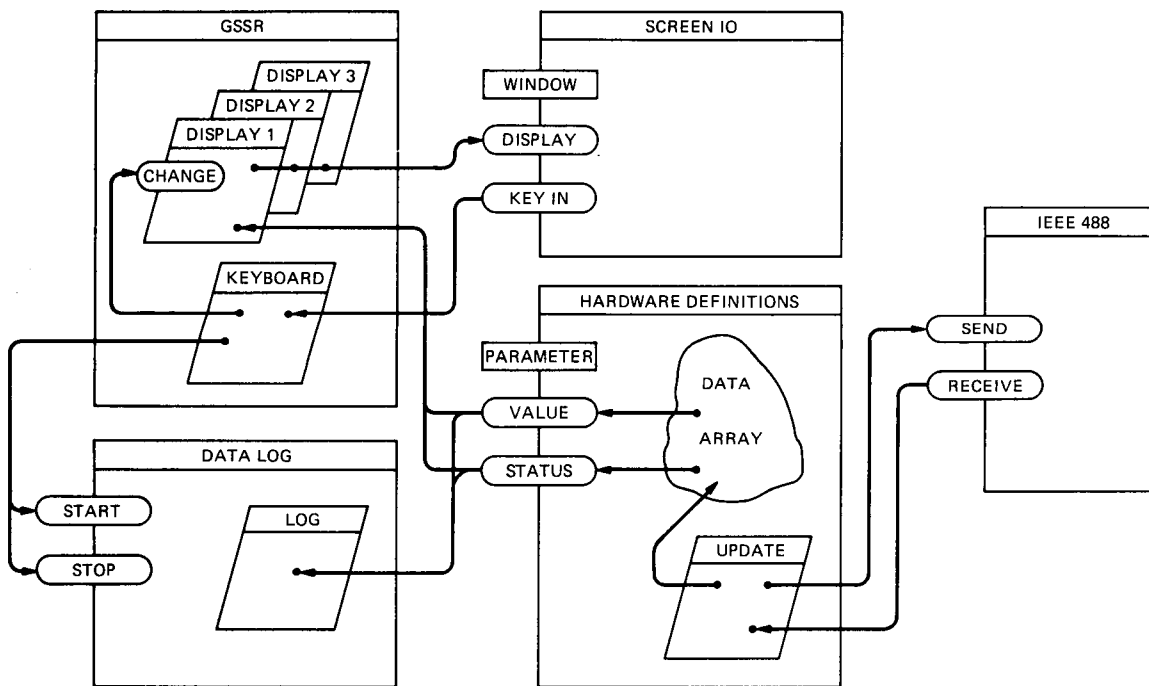 GSSR
DISPLAY 3
DISPLAY 2
DISPLAY 1
CHANGE
KEYBOARD
SCREEN IO
WINDOW
DISPLAY
KEY IN
HARDWARE DEFINITIONS
PARAMETER
VALUE
STATUS
DATA
ARRAY
UPDATE
IEEE 488
SEND
RECEIVE
DATA LOG
START
STOP
LOG